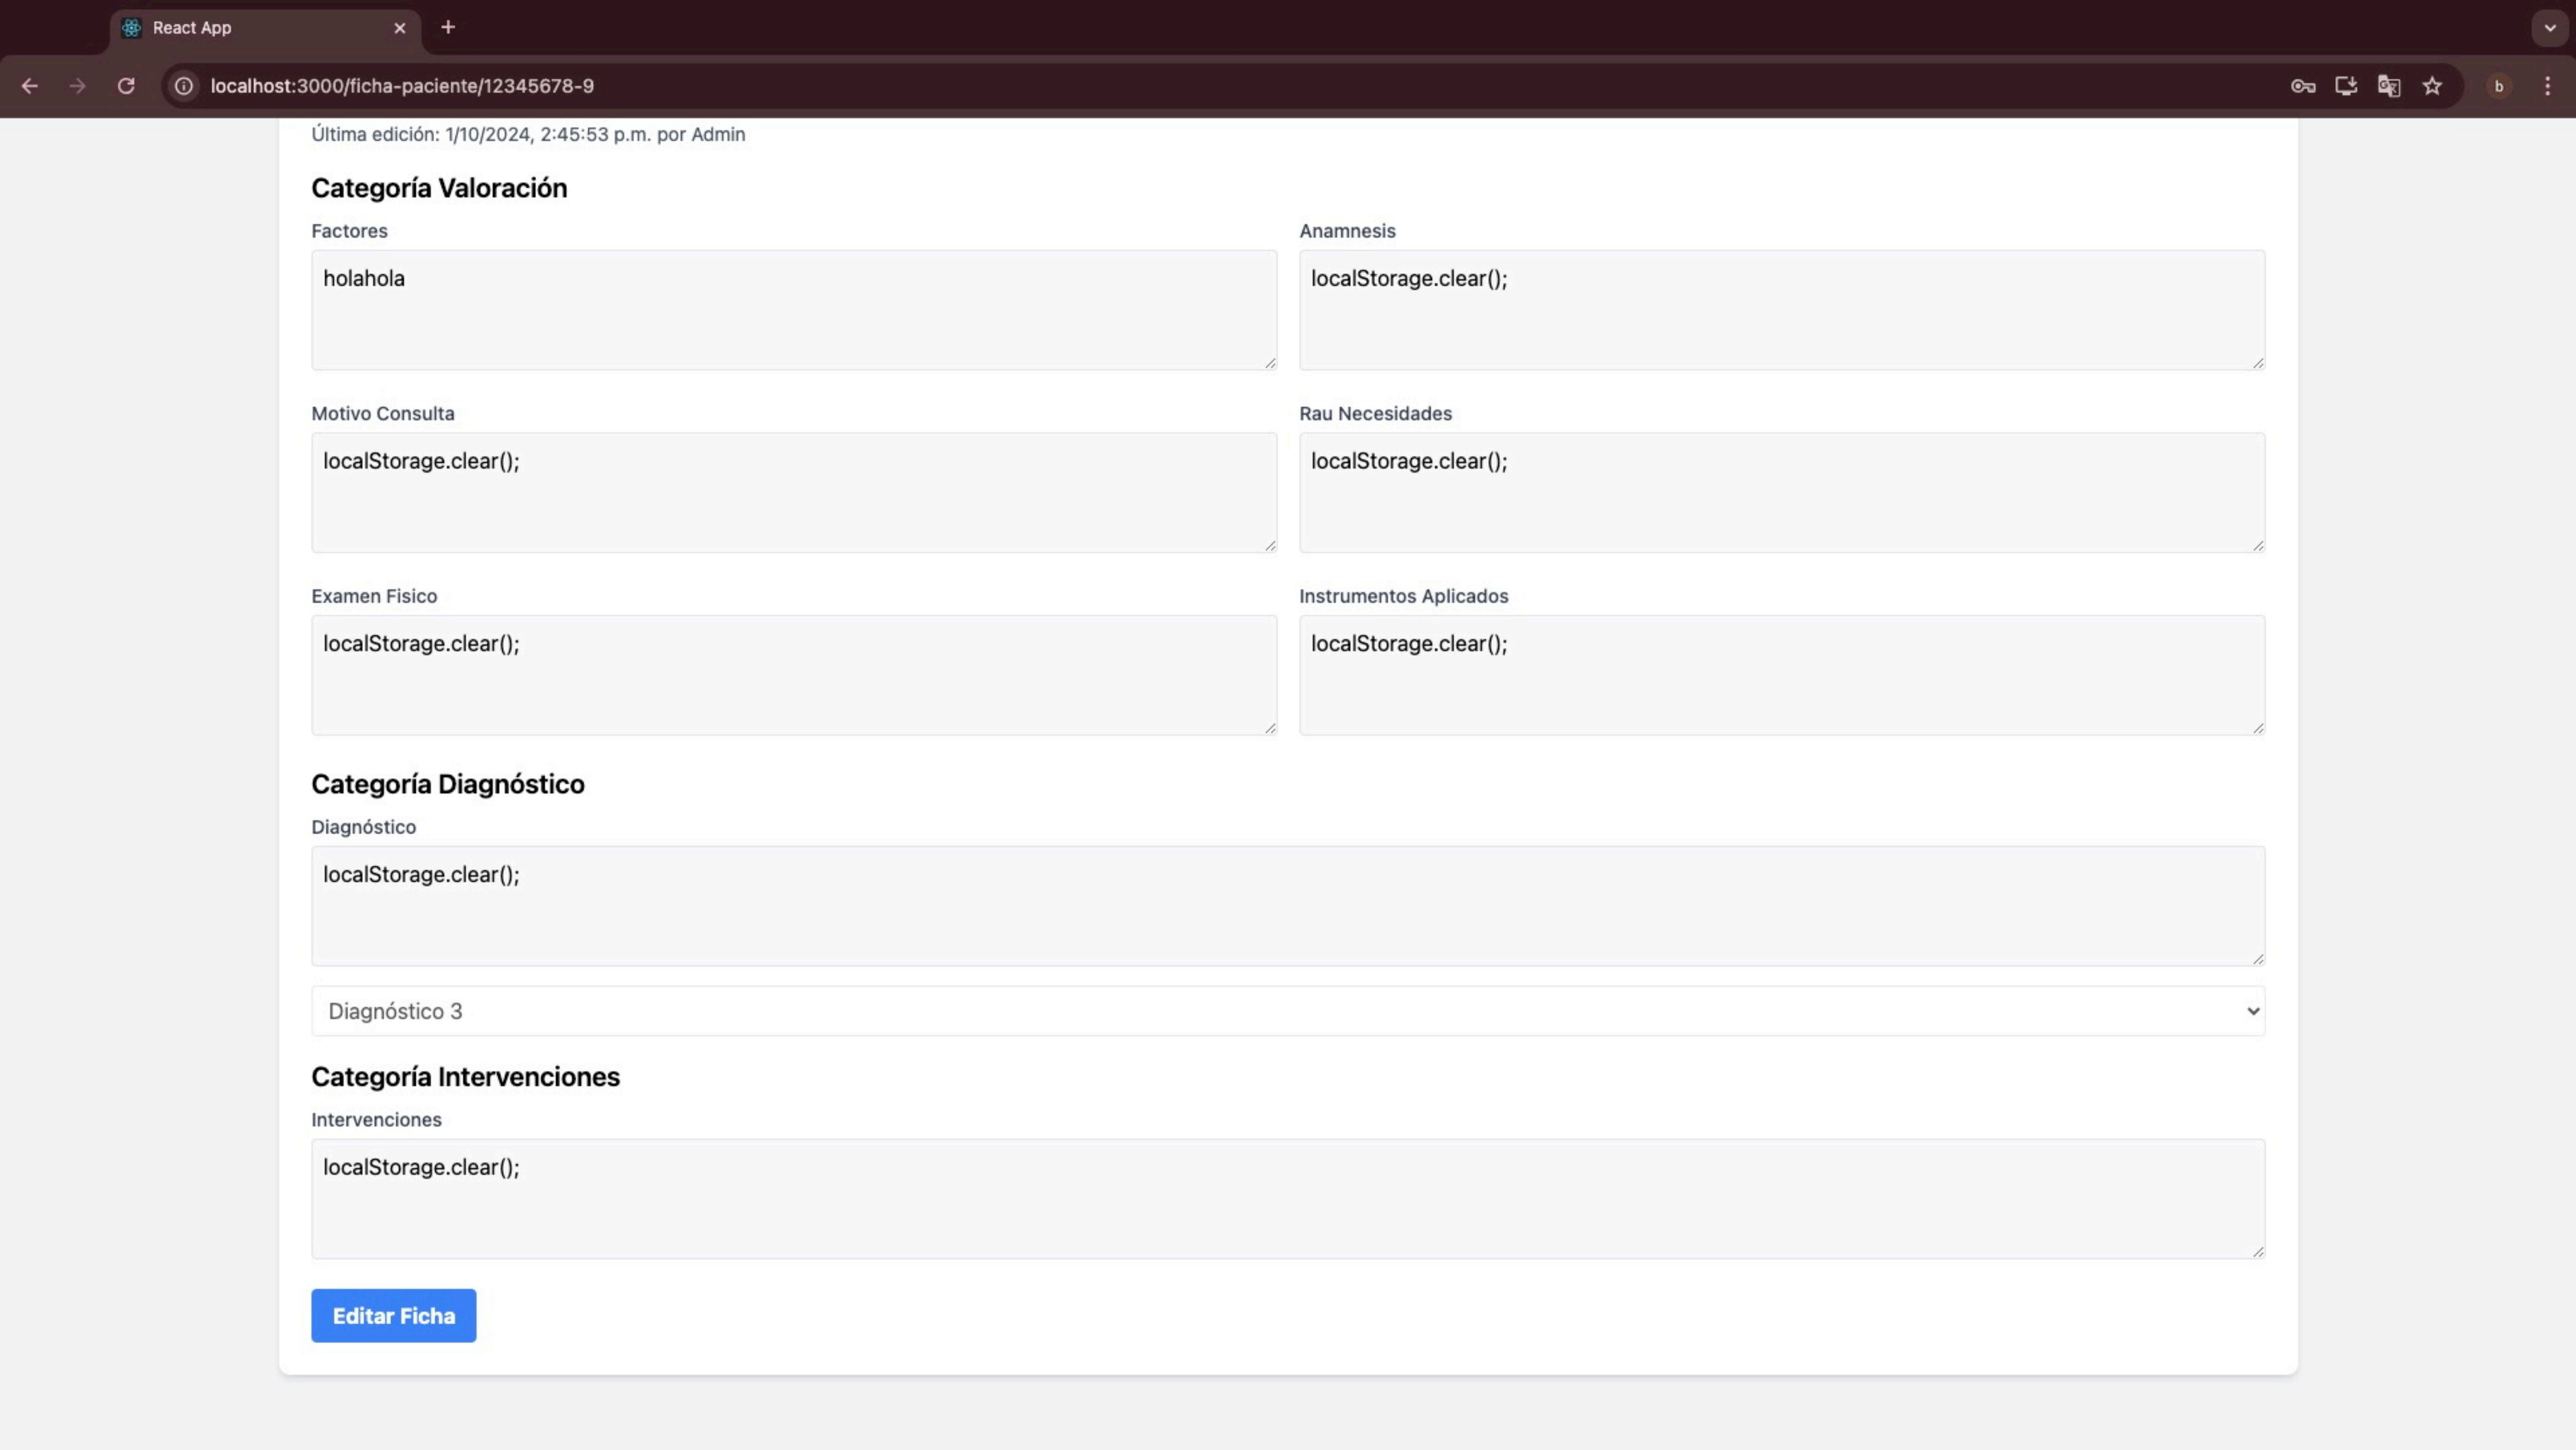 React App
localhost:3000/ficha-paciente/12345678-9
b
Última edición: 1/10/2024, 2:45:53 p.m. por Admin
Categoría Valoración
Factores
holahola
Anamnesis
localStorage.clear();
Motivo Consulta
localStorage.clear();
Rau Necesidades
localStorage.clear();
Examen Fisico
localStorage.clear();
Instrumentos Aplicados
localStorage.clear();
Categoría Diagnóstico
Diagnóstico
localStorage.clear();
Diagnóstico 3
Categoría Intervenciones
Intervenciones
localStorage.clear();
Editar Ficha